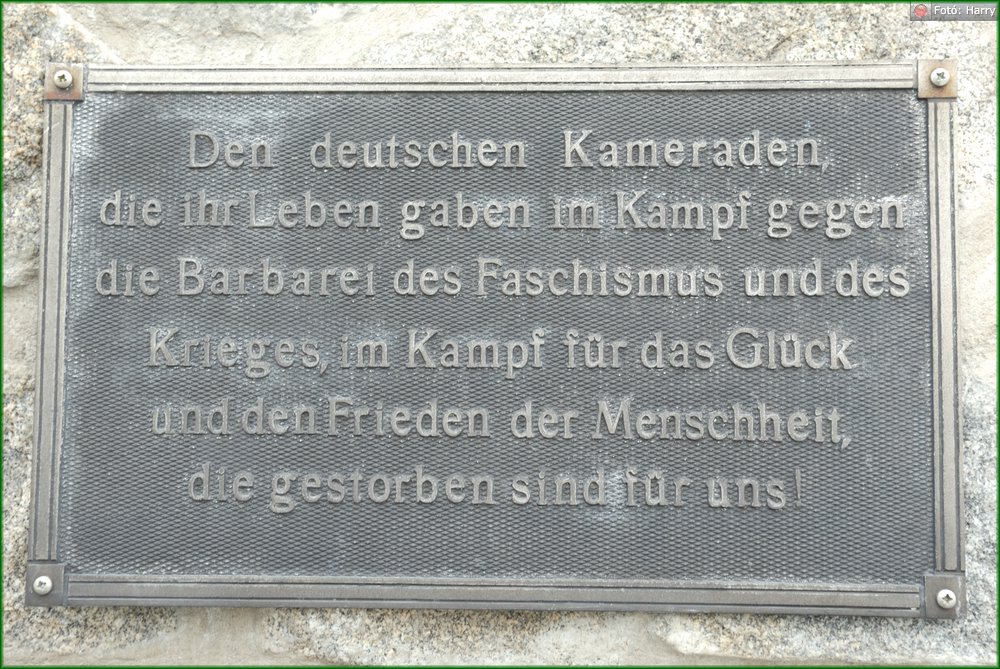 Fotó: Harry
Den deutschen Kameraden,
die ihr Leben gaben im Kampf gegen
die Barbarei des Faschismus und des
Krieges, im Kampf für das Glück
und den Frieden der Menschheit,
die gestorben sind für uns!